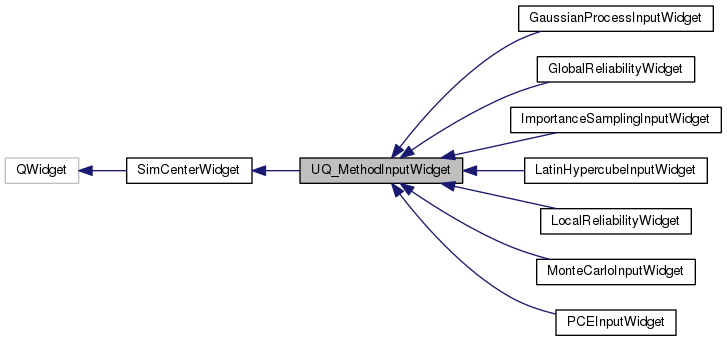 GaussianProcessInputWidget
GlobalReliabilityWidget
ImportanceSamplingInputWidget
QWidget
SimCenterWidget
UQ_MethodInputWidget
LatinHypercubeInputWidget
LocalReliabilityWidget
MonteCarloInputWidget
PCEInputWidget